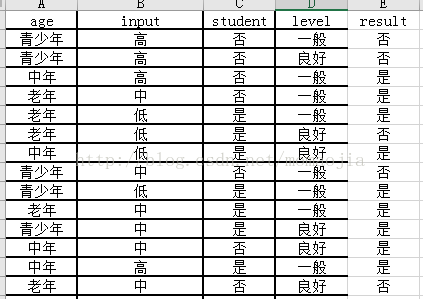 A B C D E
age input student level result
青少年 高 否 一般 否
青少年 高 否 良好 否
中年 高 否 一般 是
老年 中 否 一般 是
老年 低 是 一般 是
老年 低 是 良好 否
中年 低 是 良好 是
青少年 中 否 一般 否
青少年 低 是 一般 是
老年 中 是 一般 是
青少年 中 是 良好 是
中年 中 否 良好 是
中年 高 是 一般 是
老年 中 否 良好 否